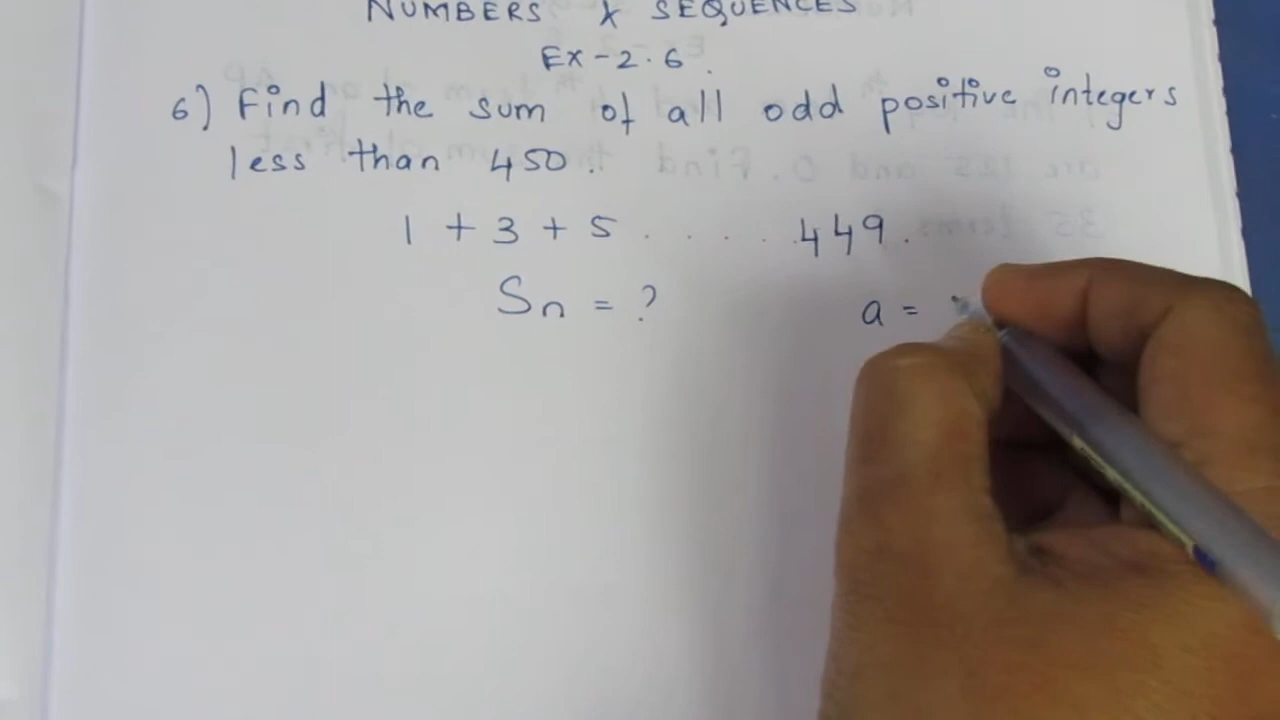 NUMBERS & SEQUENCES
Ex-2.6.
6) Find the sum of all odd positive integers
less than 450.
1 + 3 + 5 ..... 449.
Sn = ?
a =